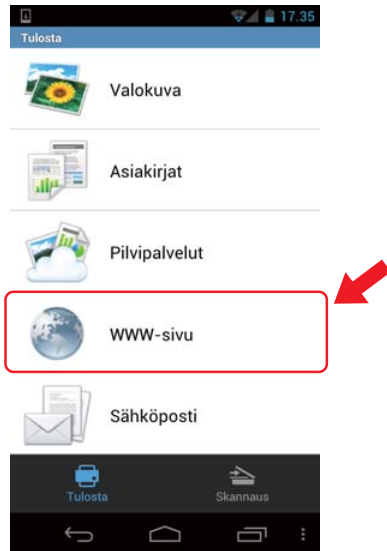 17.35
Tulosta
Valokuva
Asiakirjat
Pilvipalvelut
WWW-sivu
Sähköposti
Tulosta
Skannaus